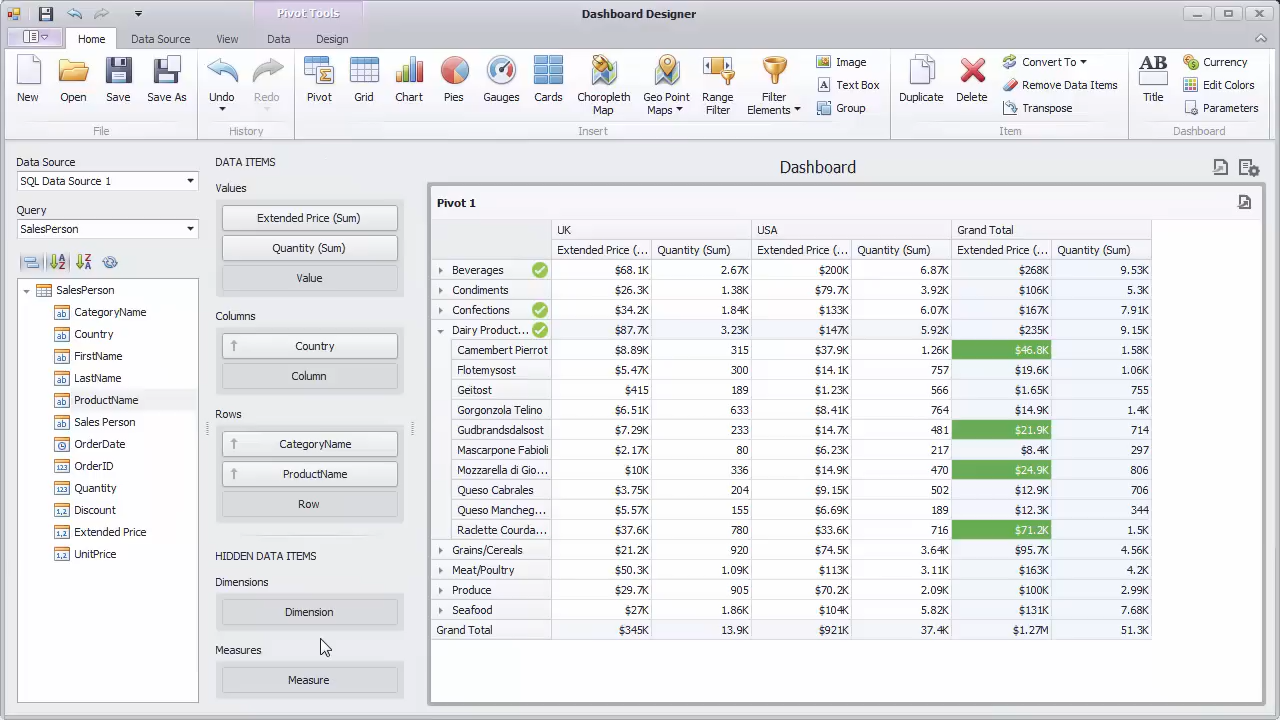 Pivot Tools
Dashboard Designer
Home
Data Source
View
Data
Design
New
Open
Save
Save As
Undo
Redo
Pivot
Grid
Chart
Pies
Gauges
Cards
Choropleth
Map
Geo Point
Maps
Range
Filter
Filter
Elements
Image
Text Box
Group
Duplicate
Delete
Convert To
Remove Data Items
Transpose
AB
Title
Currency
Edit Colors
Parameters
File
History
Insert
Item
Dashboard
Data Source
SQL Data Source 1
Query
SalesPerson
SalesPerson
ab CategoryName
ab Country
ab FirstName
ab LastName
ab ProductName
ab Sales Person
OrderDate
123 OrderID
123 Quantity
1,2 Discount
1,2 Extended Price
1,2 UnitPrice
DATA ITEMS
Values
Extended Price (Sum)
Quantity (Sum)
Value
Columns
Country
Column
Rows
CategoryName
ProductName
Row
HIDDEN DATA ITEMS
Dimensions
Dimension
Measures
Measure
Dashboard
Pivot 1
UK USA Grand Total
Extended Price (... Quantity (Sum) Extended Price (... Quantity (Sum) Extended Price (... Quantity (Sum)
Beverages $68.1K 2.67K $200K 6.87K $268K 9.53K
Condiments $26.3K 1.38K $79.7K 3.92K $106K 5.3K
Confections $34.2K 1.84K $133K 6.07K $167K 7.91K
Dairy Product... $87.7K 3.23K $147K 5.92K $235K 9.15K
Camembert Pierrot $8.89K 315 $37.9K 1.26K $46.8K 1.58K
Flotemysost $5.47K 300 $14.1K 757 $19.6K 1.06K
Geitost $415 189 $1.23K 566 $1.65K 755
Gorgonzola Telino $6.51K 633 $8.41K 764 $14.9K 1.4K
Gudbrandsdalsost $7.29K 233 $14.7K 481 $21.9K 714
Mascarpone Fabioli $2.17K 80 $6.23K 217 $8.4K 297
Mozzarella di Gio... $10K 336 $14.9K 470 $24.9K 806
Queso Cabrales $3.75K 204 $9.15K 502 $12.9K 706
Queso Mancheg... $5.57K 155 $6.69K 189 $12.3K 344
Raclette Courda... $37.6K 780 $33.6K 716 $71.2K 1.5K
Grains/Cereals $21.2K 920 $74.5K 3.64K $95.7K 4.56K
Meat/Poultry $50.3K 1.09K $113K 3.11K $163K 4.2K
Produce $29.7K 905 $70.2K 2.09K $100K 2.99K
Seafood $27K 1.86K $104K 5.82K $131K 7.68K
Grand Total $345K 13.9K $921K 37.4K $1.27M 51.3K